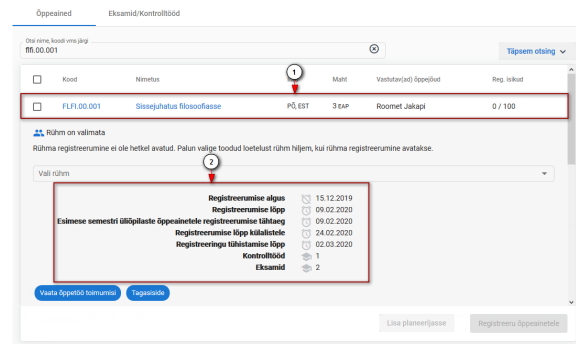 Õppeained Eksamid/Kontrolltööd
Otsi nime, koodi vms järgi
flfi.00.001
Täpsem otsing
1
Kood Nimetus Maht Vastutav(ad) õppejõud Reg. isikud
FLFI.00.001 Sissejuhatus filosoofiasse PÕ, EST 3 EAP Roomet Jakapi 0 / 100
Rühm on valimata
Rühma registreerumine ei ole hetkel avatud. Palun valige toodud loetelust rühm hiljem, kui rühma registreerumine avatakse.
2
Vali rühm
Registreerumise algus 15.12.2019
Registreerumise lõpp 09.02.2020
Esimese semestri üliõpilaste õppeainetele registreerumise tähtaeg 09.02.2020
Registreerumise lõpp külalistele 24.02.2020
Registreeringu tühistamise lõpp 02.03.2020
Kontrolltööd 1
Eksamid 2
Vaata õppetöö toimumisi Tagasiside
Lisa planeerijasse Registreeru õppeainetele